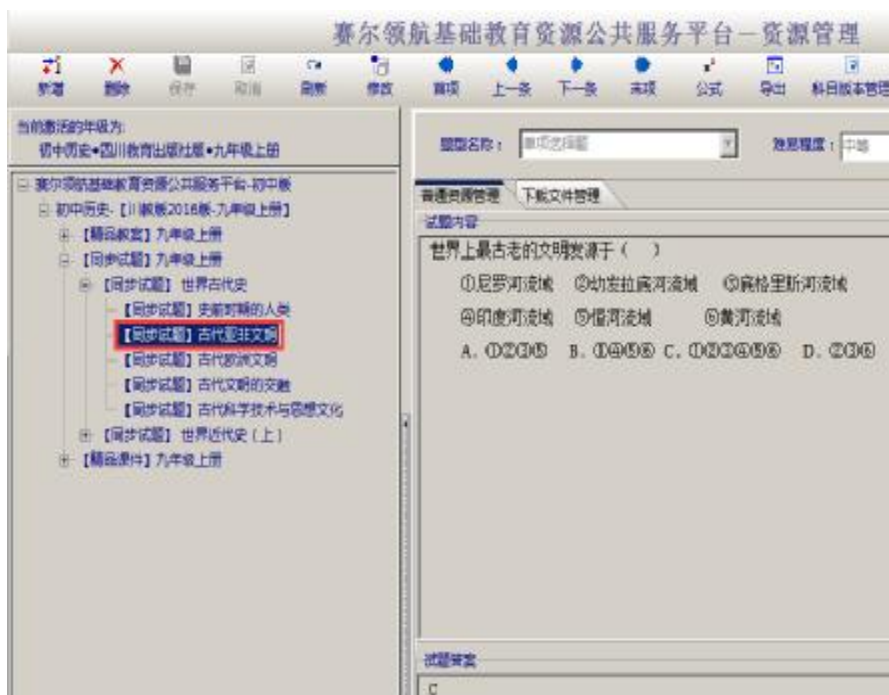 赛尔领航基础教育资源公共服务平台—资源管理
新增 删除 保存 取消 刷新 修改 首项 上一条 下一条 末项 公式 导出 科目版本管理
当前激活的年级为:
初中历史●四川教育出版社版●九年级上册
赛尔领航基础教育资源公共服务平台-初中版
初中历史-【川教版2016版-九年级上册】
【精品教案】九年级上册
【同步试题】九年级上册
【同步试题】世界古代史
【同步试题】史前时期的人类
【同步试题】古代亚非文明
【同步试题】古代欧洲文明
【同步试题】古代文明的交融
【同步试题】古代科学技术与思想文化
【同步试题】世界近代史(上)
【精品课件】九年级上册
题型名称: 单项选择题 难易程度: 中等
普通资源管理 下载文件管理
试题内容
世界上最古老的文明发源于( )
①尼罗河流域 ②幼发拉底河流域 ③底格里斯河流域
④印度河流域 ⑤恒河流域 ⑥黄河流域
A. ①②③⑤ B. ①④⑤⑥ C. ①②③④⑤⑥ D. ②③⑥
试题答案
C